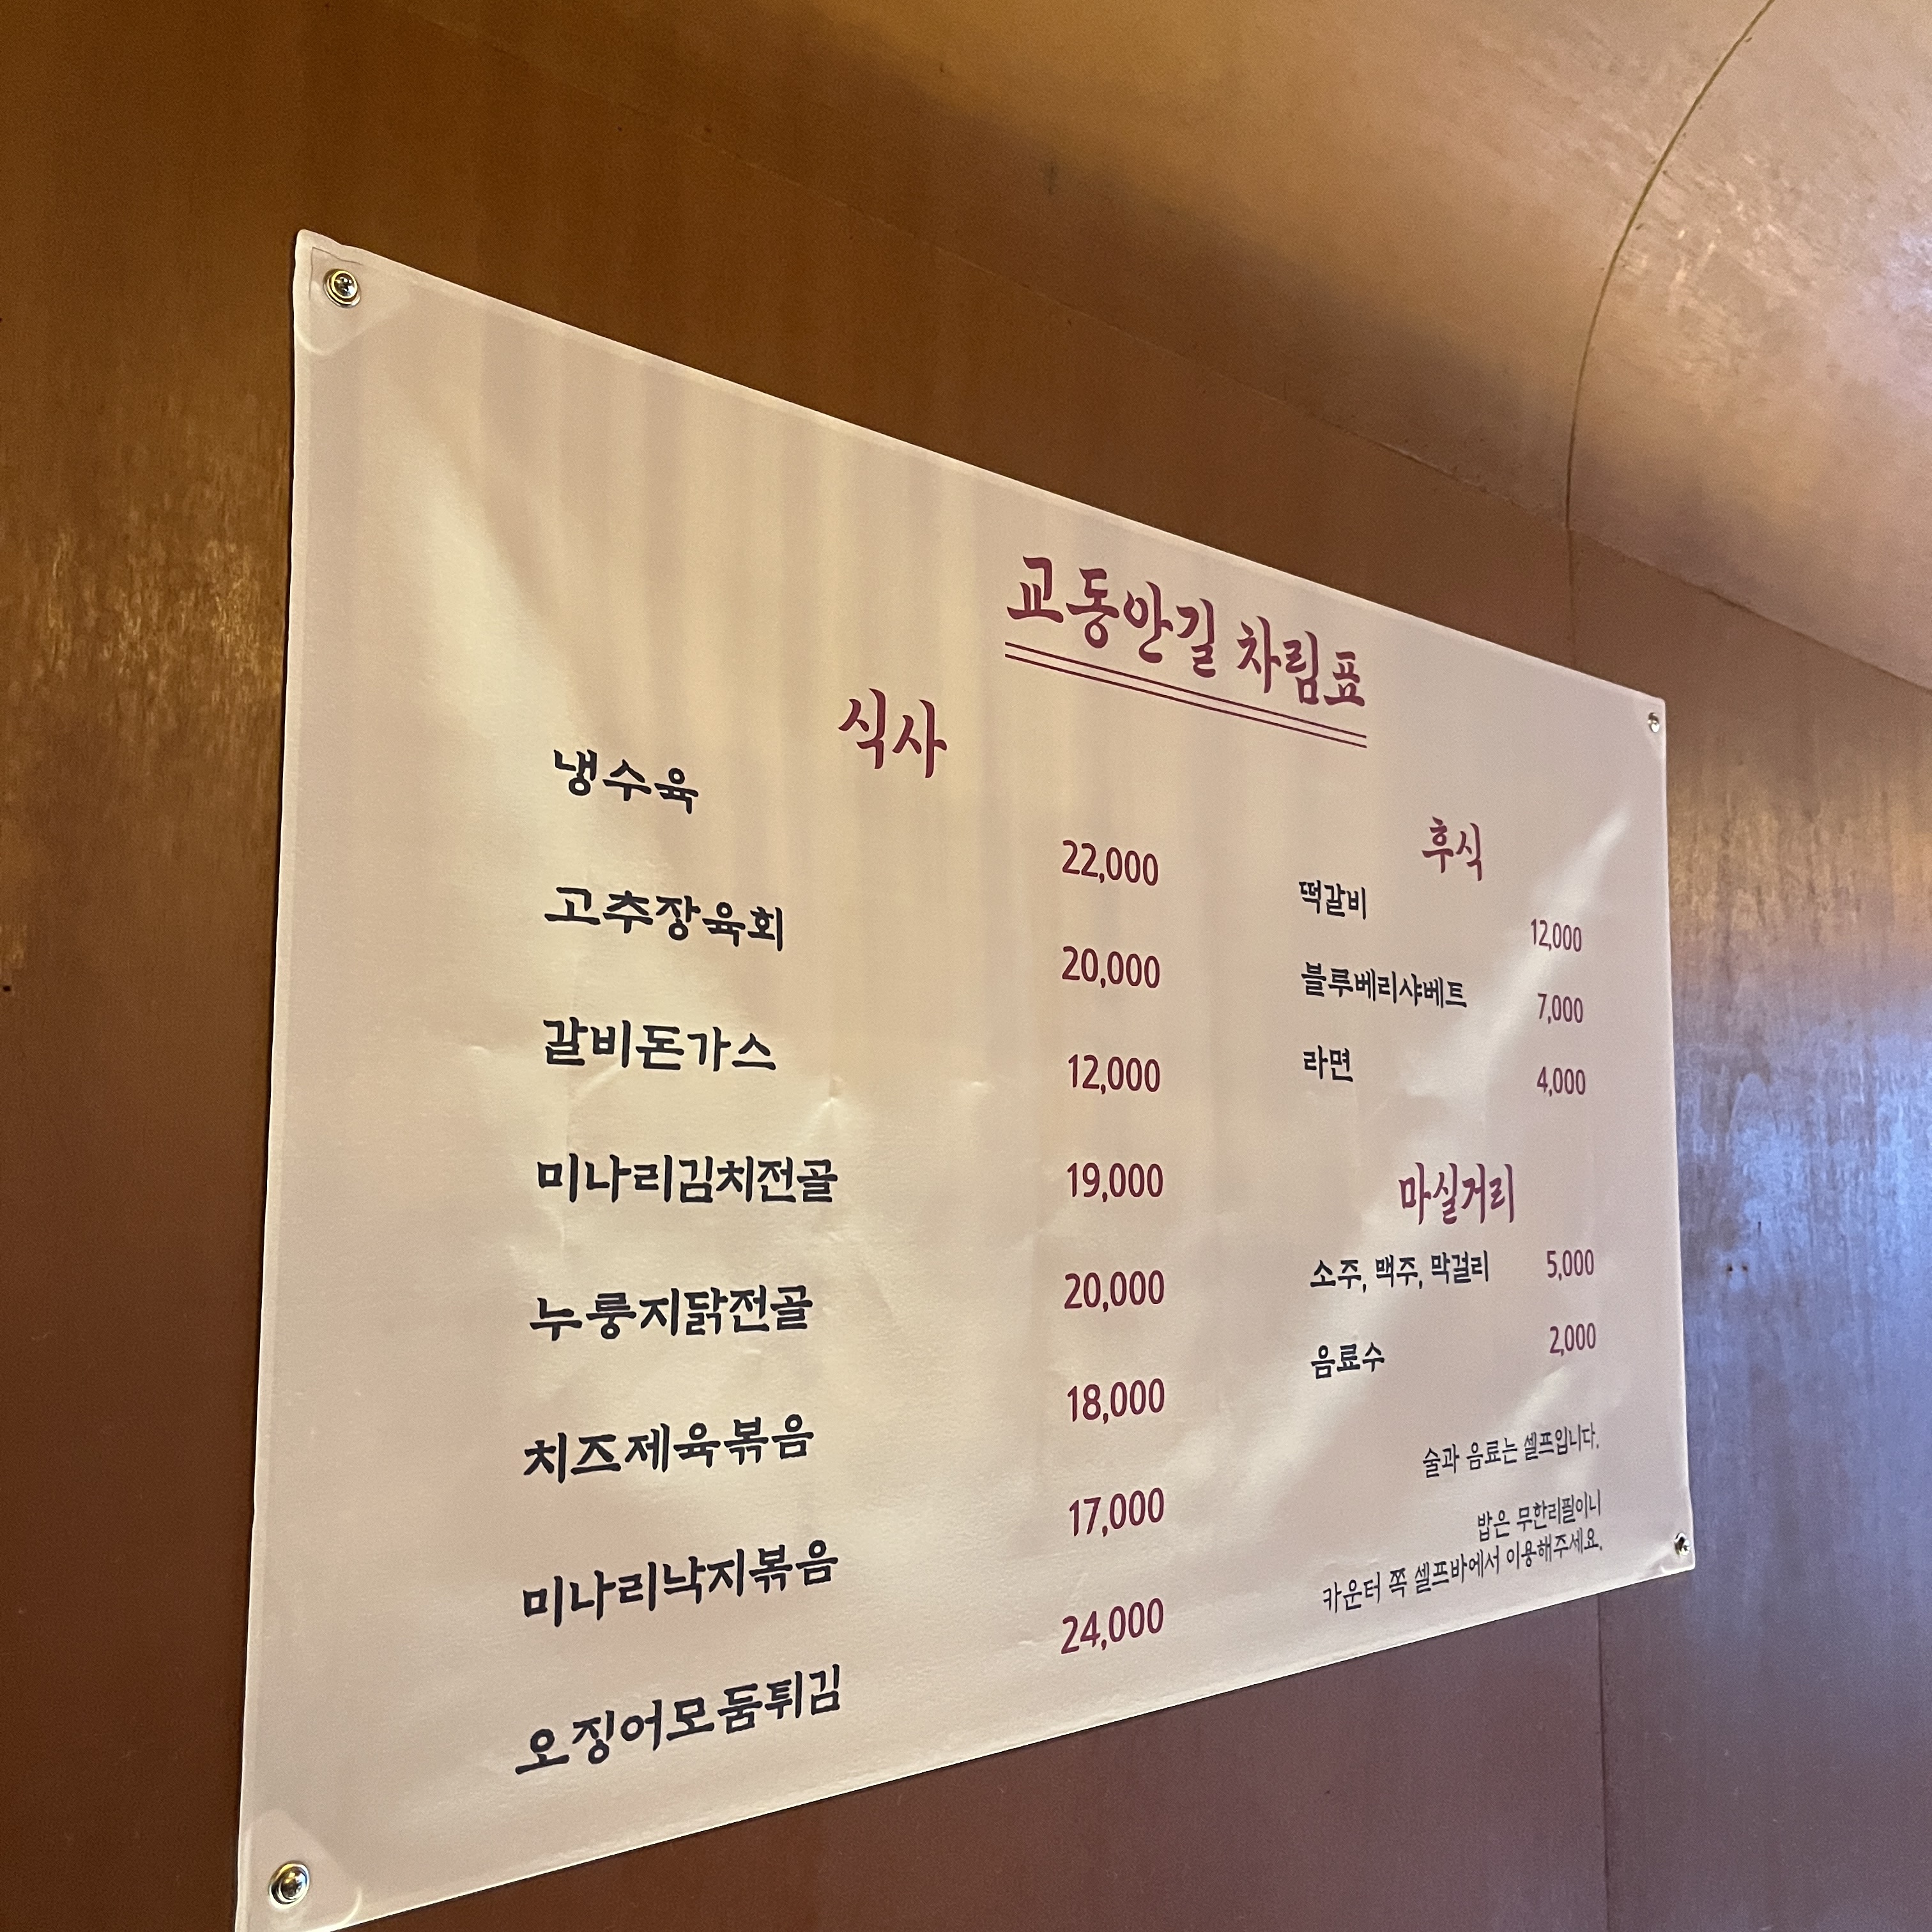 교동안길 차림표
식사
냉수육 22,000
고추장육회 20,000
갈비돈가스 12,000
미나리김치전골 19,000
누룽지닭전골 20,000
치즈제육볶음 18,000
미나리낙지볶음 17,000
오징어모둠튀김 24,000
후식
떡갈비 12,000
블루베리샤베트 7,000
라면 4,000
마실거리
소주, 맥주, 막걸리 5,000
음료수 2,000
술과 음료는 셀프입니다.
밥은 무한리필이니
카운터 쪽 셀프바에서 이용해주세요.